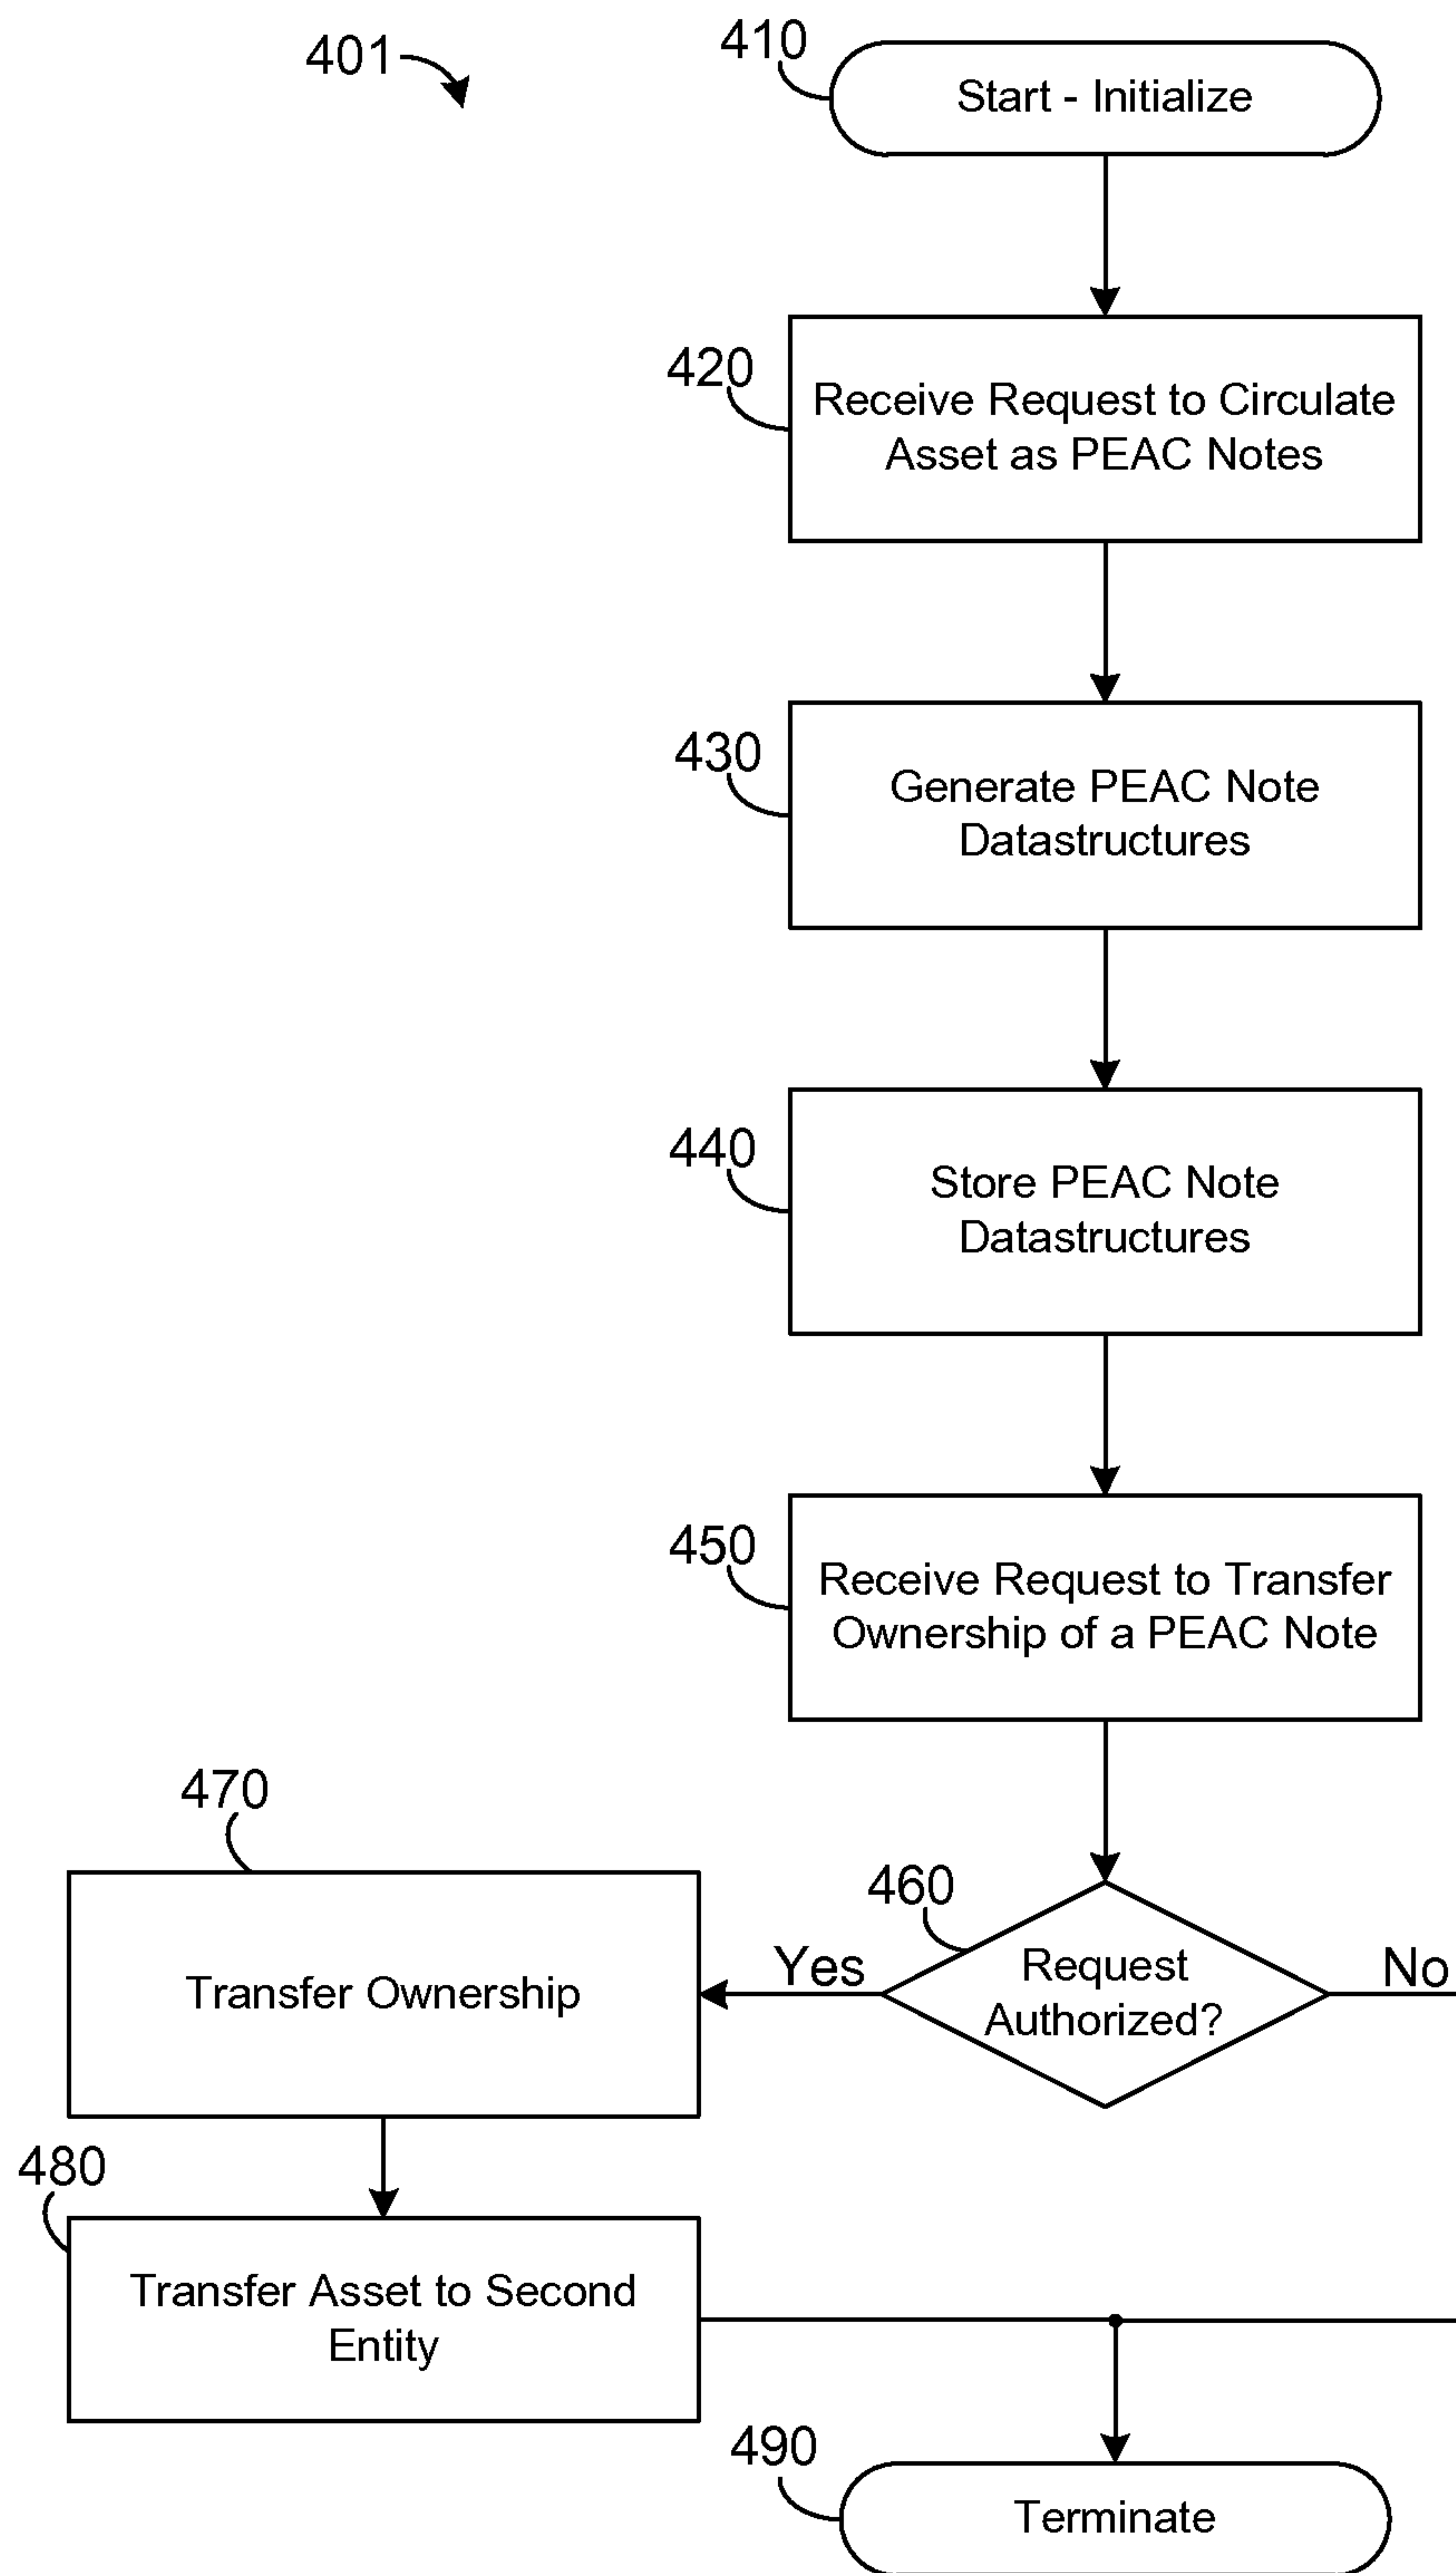 401
410
Start - Initialize
420
Receive Request to Circulate
Asset as PEAC Notes
430
Generate PEAC Note
Datastructures
440
Store PEAC Note
Datastructures
450
Receive Request to Transfer
Ownership of a PEAC Note
470
460
Yes
Request
Authorized?
No
Transfer Ownership
480
Transfer Asset to Second
Entity
490
Terminate